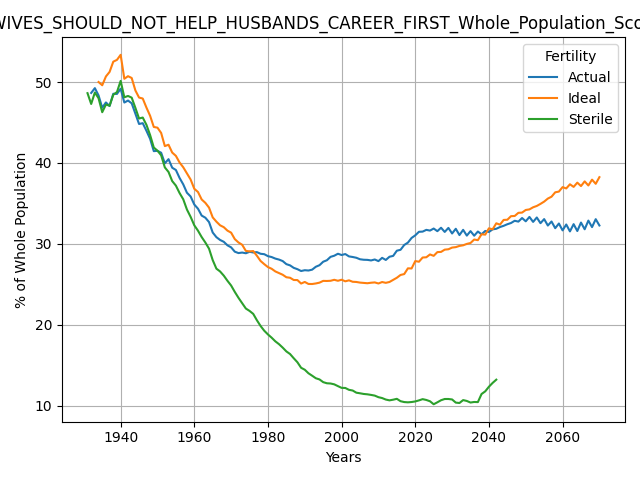 SHOULD_NOT_HELP_HUSBANDS_CAREER_FIRST_Whole_Population
Fertility
Actual
Ideal
Sterile
% of Whole Population
50
40
30
20
10
1940 1960 1980 2000 2020 2040 2060
Years